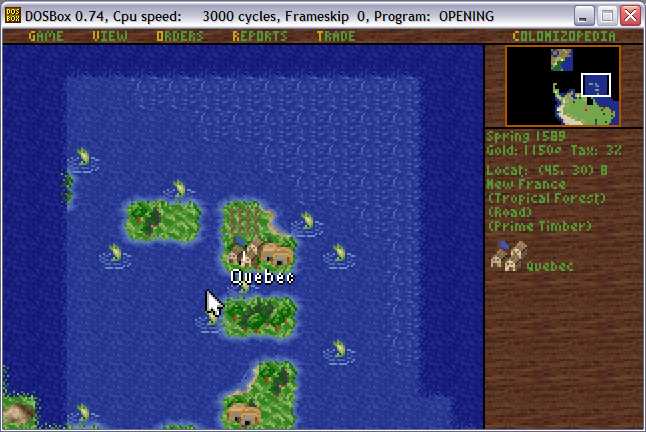 DOSBox 0.74, Cpu speed: 3000 cycles, Frameskip 0, Program: OPENING
GAME VIEW ORDERS REPORTS TRADE COLONIZOPEDIA
Spring 1589
Gold: 1150¢ Tax: 3%
Locat: (45, 30) 8
New France
(Tropical Forest)
(Road)
(Prime Timber)
Quebec
Quebec